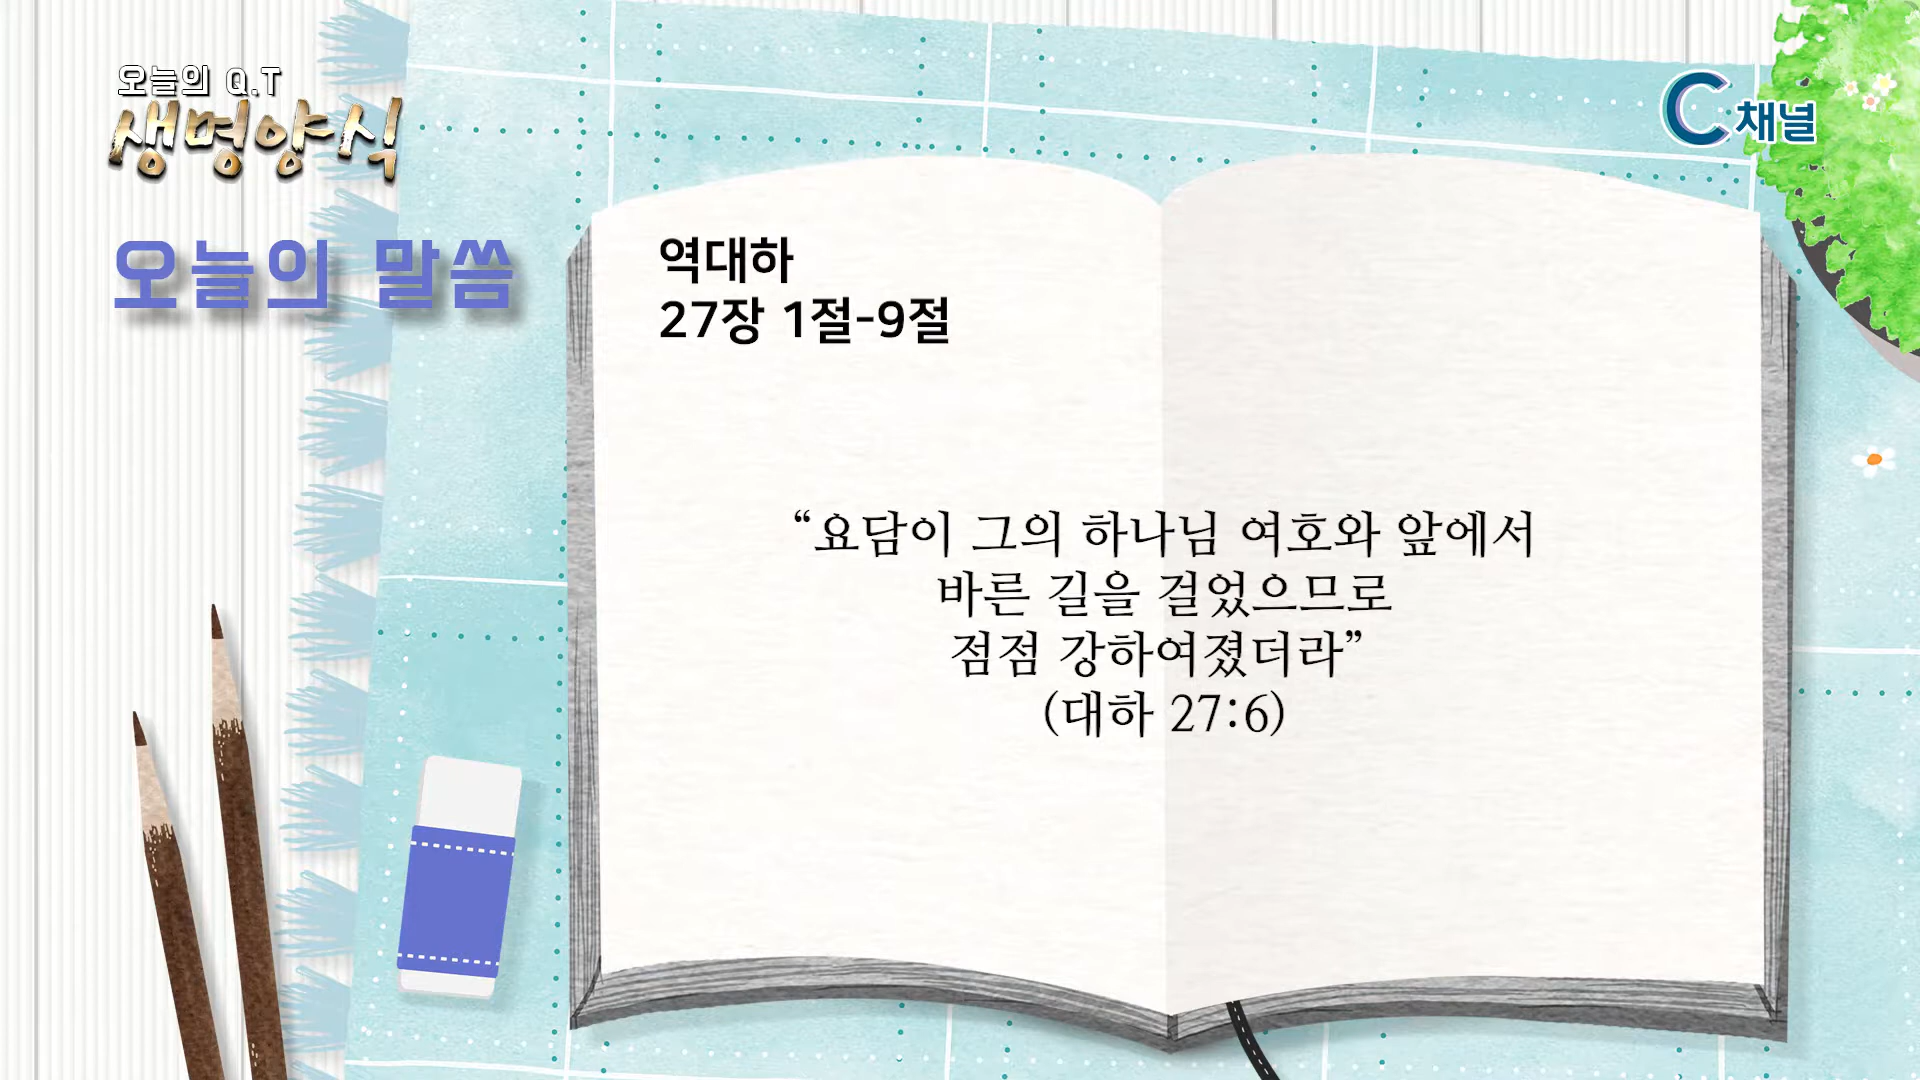 오늘의 Q.T
생명양식
C채널
오늘의 말씀
역대하
27장 1절-9절
“요담이 그의 하나님 여호와 앞에서
바른 길을 걸었으므로
점점 강하여졌더라”
(대하 27:6)